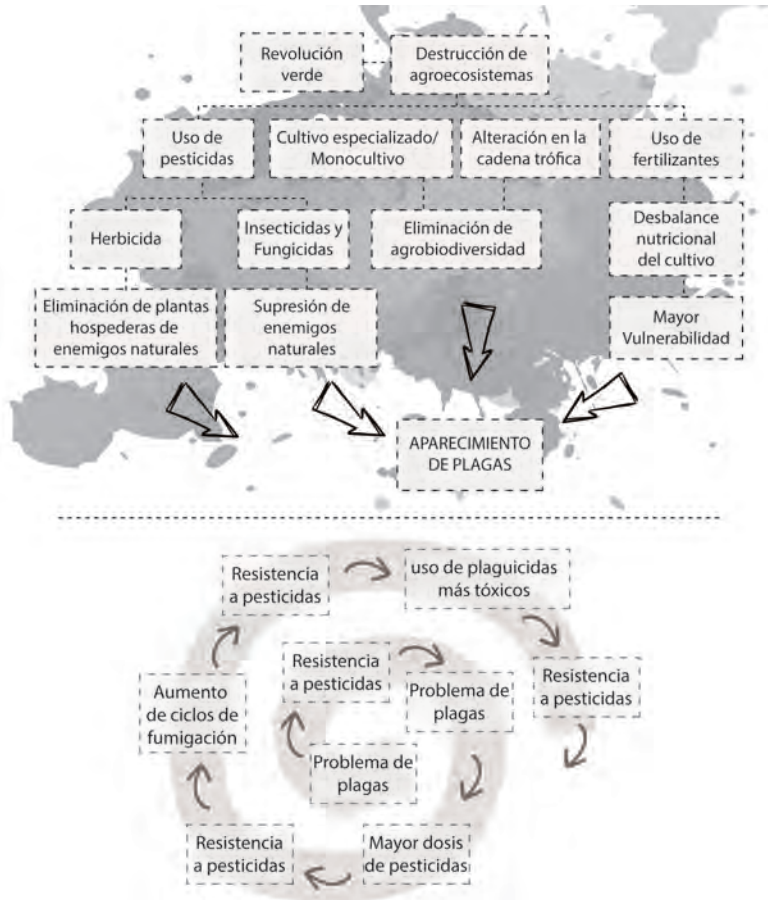 Revolución
verde
Destrucción de
agroecosistemas
Uso de
pesticidas
Cultivo especializado/
Monocultivo
Alteración en la
cadena trófica
Uso de
fertilizantes
Herbicida
Insecticidas y
Fungicidas
Eliminación de
agrobiodiversidad
Desbalance
nutricional
del cultivo
Eliminación de plantas
hospederas de
enemigos naturales
Supresión de
enemigos
naturales
Mayor
Vulnerabilidad
APARECIMIENTO
DE PLAGAS
Resistencia
a pesticidas
uso de plaguicidas
más tóxicos
Resistencia
a pesticidas
Problema de
plagas
Resistencia
a pesticidas
Aumento
de ciclos de
fumigación
Problema de
plagas
Resistencia
a pesticidas
Mayor dosis
de pesticidas